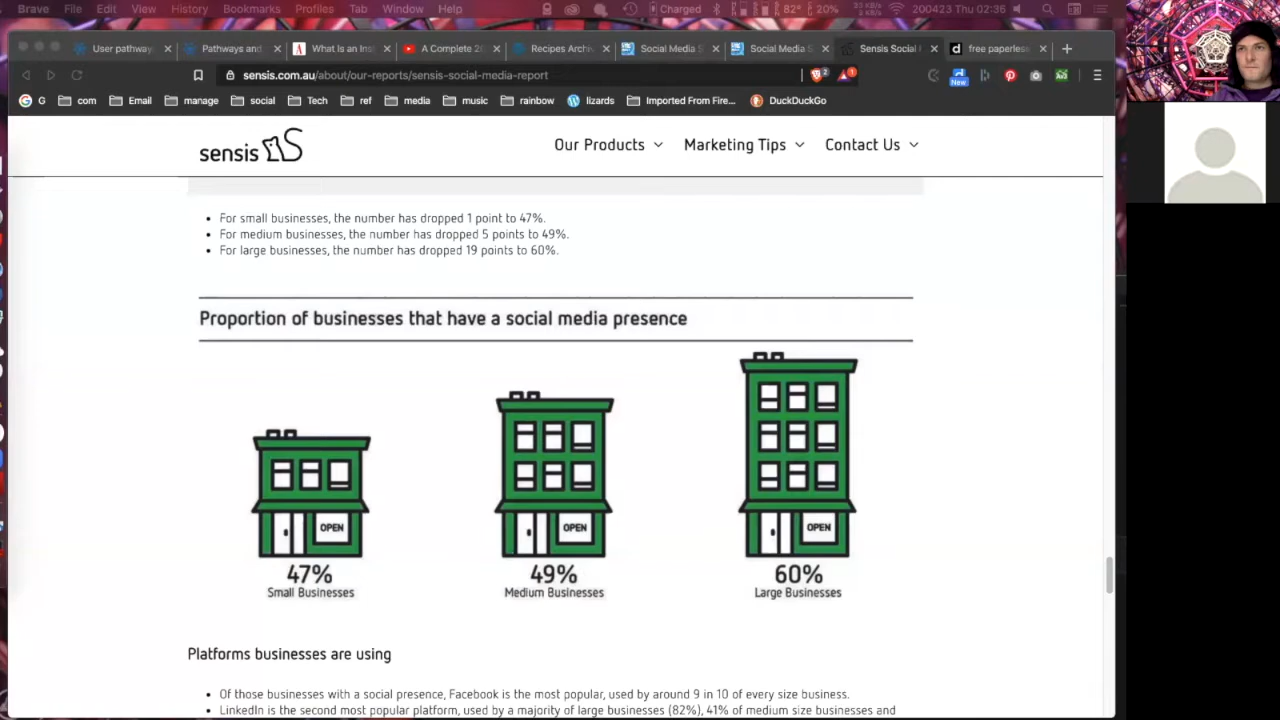 Brave File Edit View History Bookmarks Profiles Tab Window Help Charged 82° 20% 200423 Thu 02:36
User pathway Pathways and What Is an Ins A Complete 20 Recipes Archiv Social Media S Social Media S Sensis Social free paperless
sensis.com.au/about/our-reports/sensis-social-media-report 2 1 New
G com Email manage social Tech ref media music rainbow lizards Imported From Fire... DuckDuckGo
sensis S Our Products Marketing Tips Contact Us
For small businesses, the number has dropped 1 point to 47%.
For medium businesses, the number has dropped 5 points to 49%.
For large businesses, the number has dropped 19 points to 60%.
Proportion of businesses that have a social media presence
OPEN OPEN OPEN
47% 49% 60%
Small Businesses Medium Businesses Large Businesses
Platforms businesses are using
Of those businesses with a social presence, Facebook is the most popular, used by around 9 in 10 of every size business.
LinkedIn is the second most popular platform, used by a majority of large businesses (82%), 41% of medium size businesses and